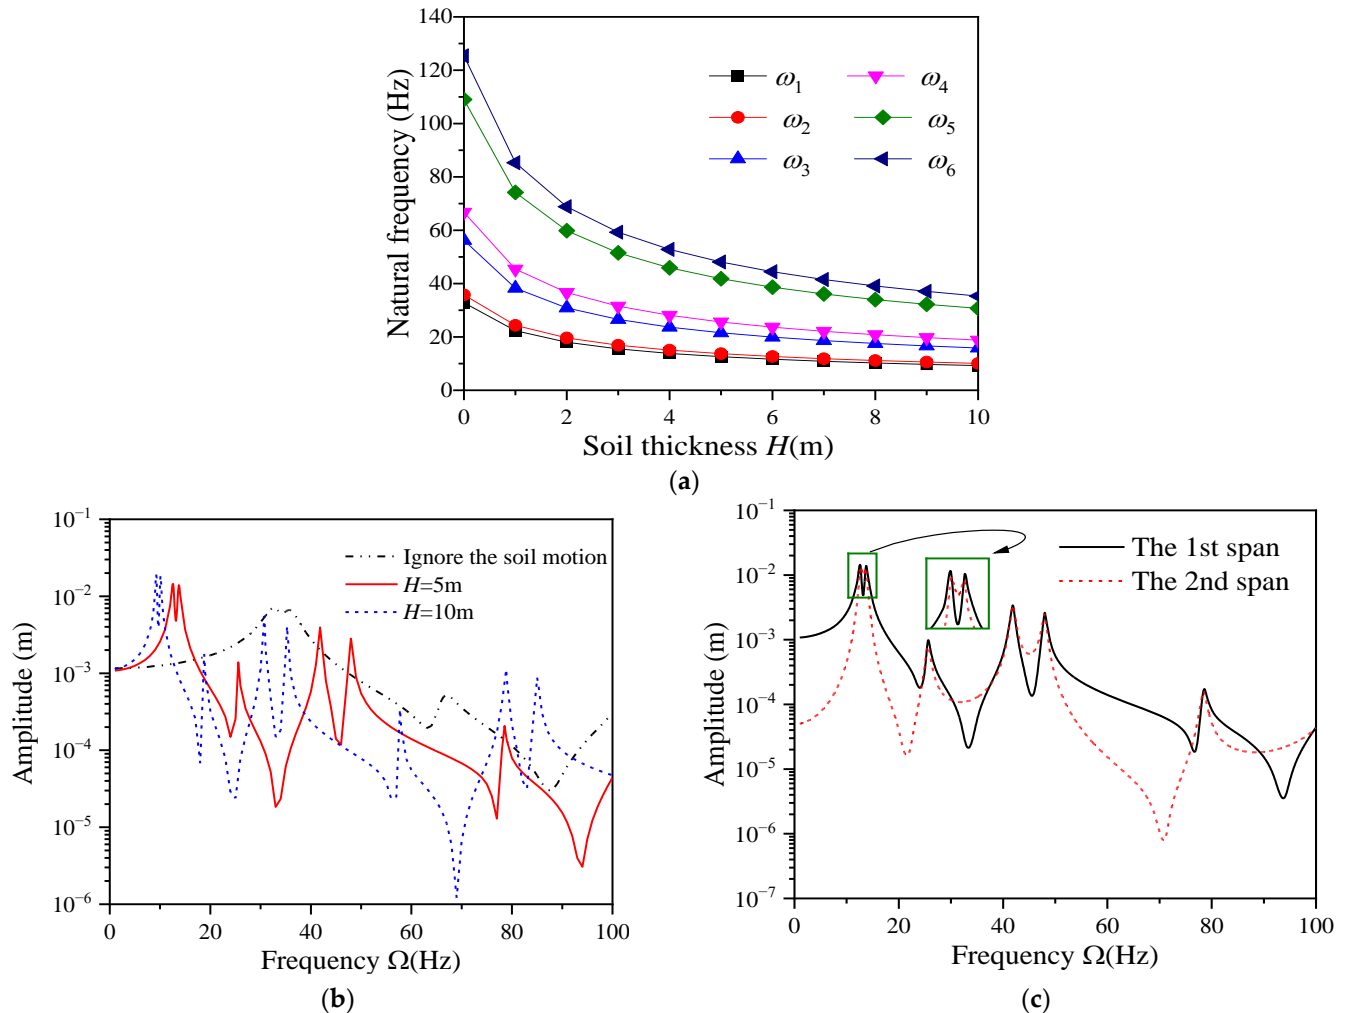 140
120
100
80
60
40
20
0
Natural frequency (Hz)
ω1
ω2
ω3
ω4
ω5
ω6
0 2 4 6 8 10
Soil thickness H(m)
(a)
10−1
10−2
10−3
10−4
10−5
10−6
Amplitude (m)
Ignore the soil motion
H=5m
H=10m
0 20 40 60 80 100
Frequency Ω(Hz)
(b)
10−1
10−2
10−3
10−4
10−5
10−6
10−7
Amplitude (m)
The 1st span
The 2nd span
0 20 40 60 80 100
Frequency Ω(Hz)
(c)